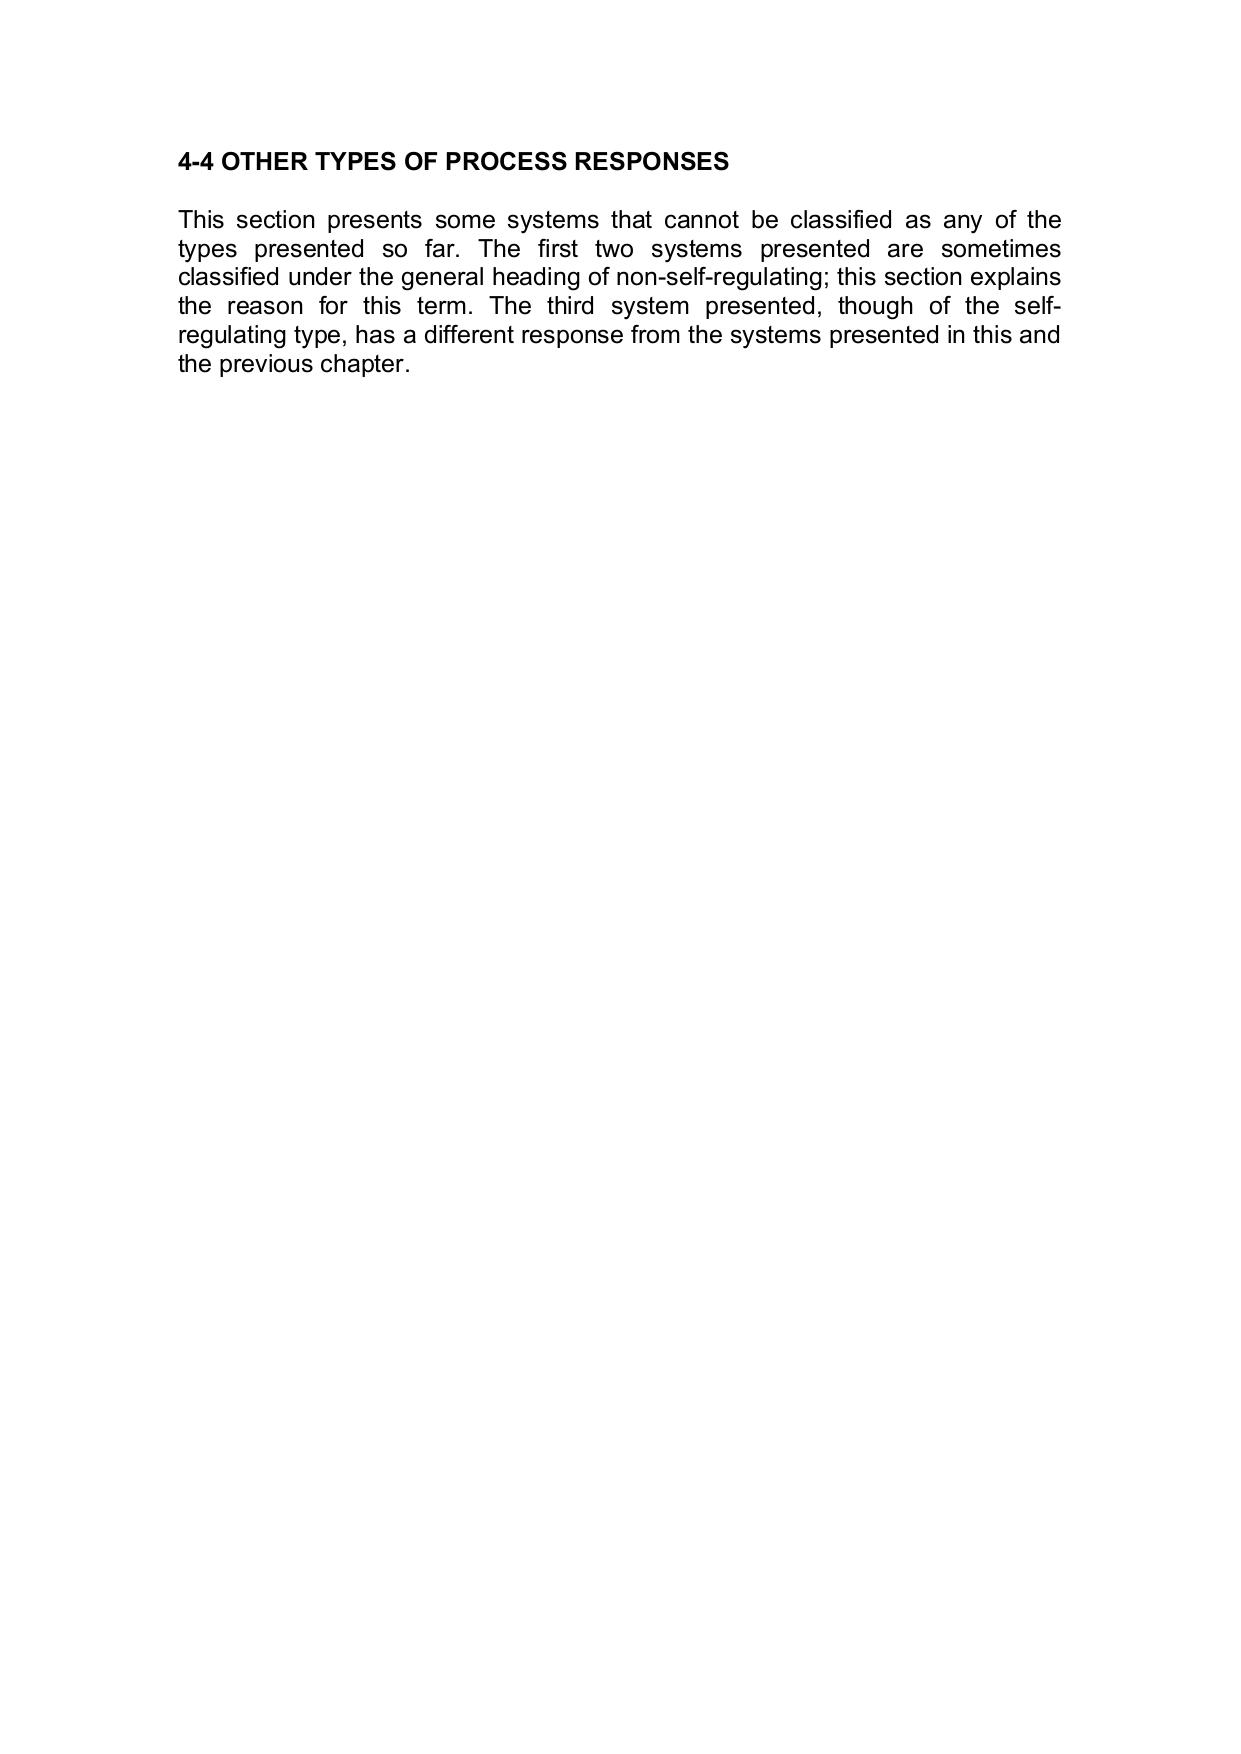 4-4 OTHER TYPES OF PROCESS RESPONSES
This section presents some systems that cannot be classified as any of the
types presented so far. The first two systems presented are sometimes
classified under the general heading of non-self-regulating; this section explains
the reason for this term. The third system presented, though of the self-
regulating type, has a different response from the systems presented in this and
the previous chapter.